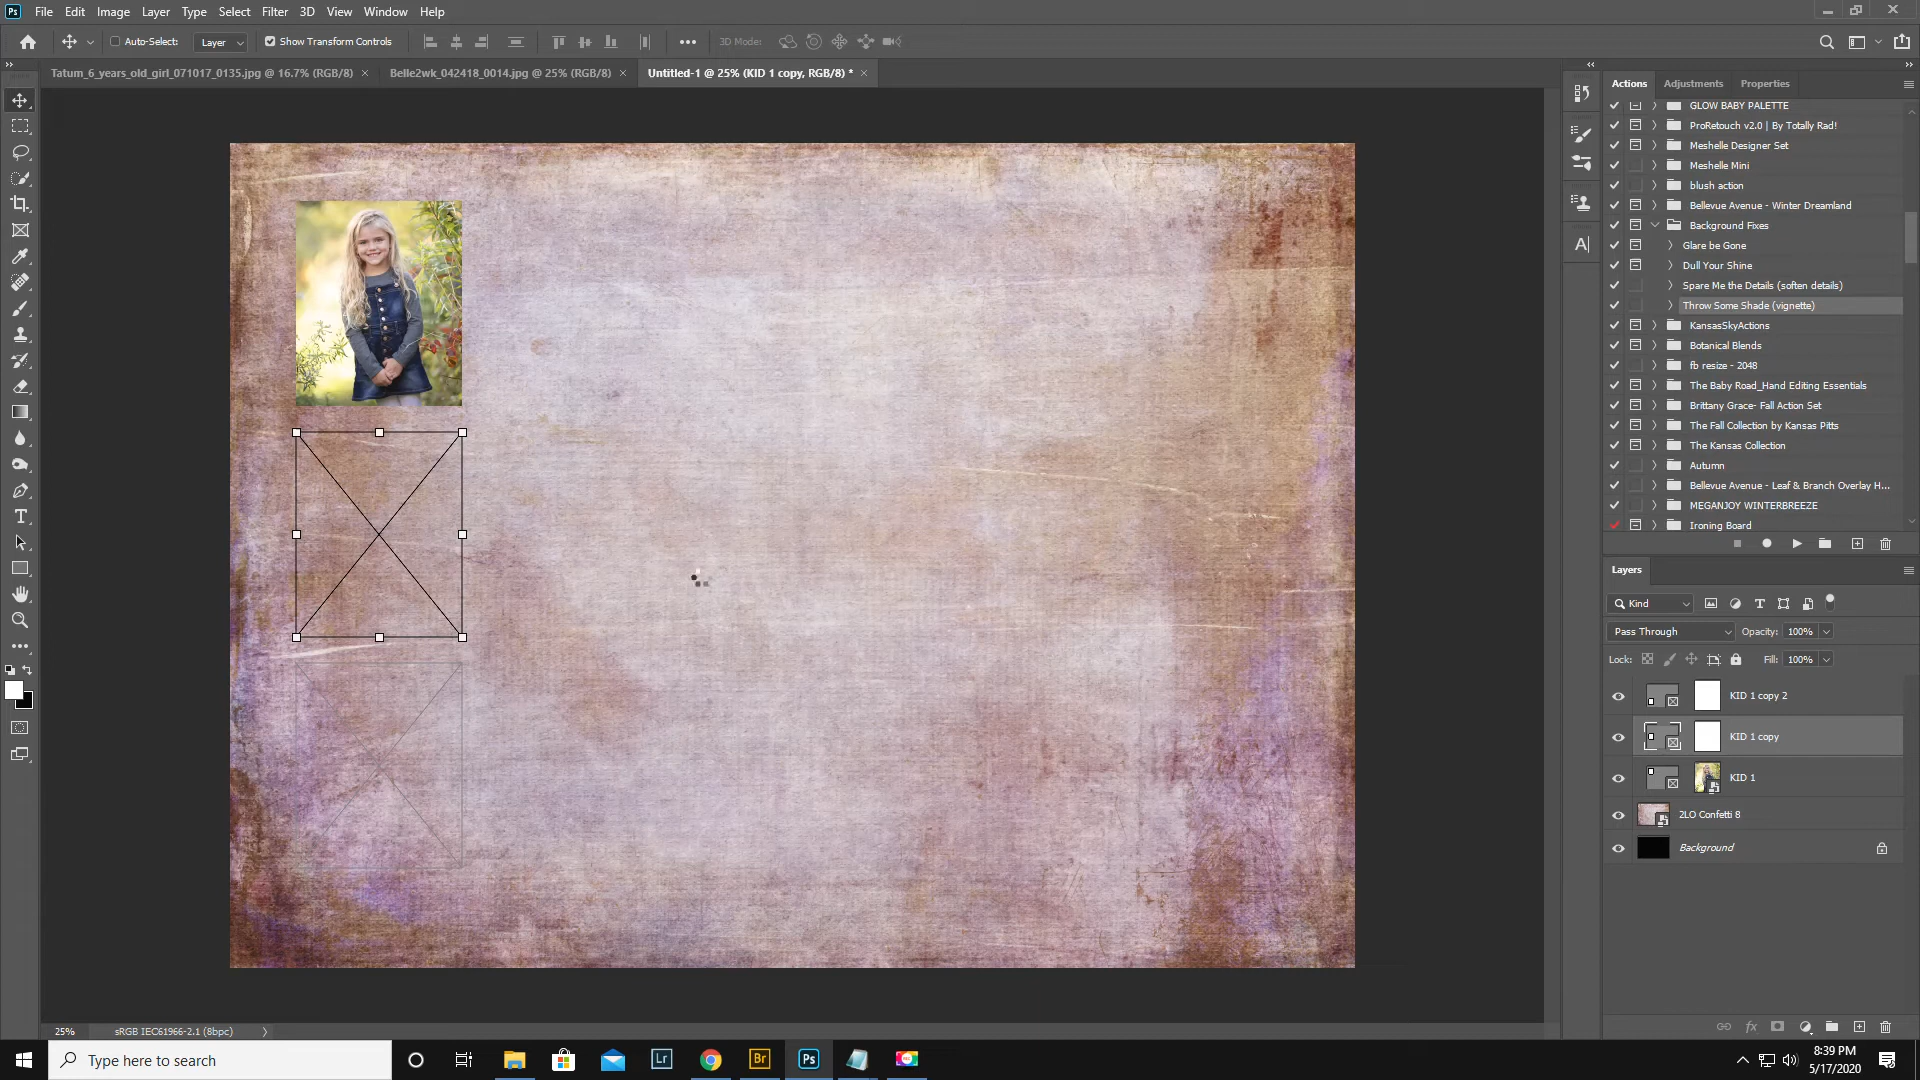 Ps File Edit Image Layer Type Select Filter 3D View Window Help
Auto-Select: Layer Show Transform Controls 3D Mode:
Tatum_6_years_old_girl_071017_0135.jpg @ 16.7% (RGB/8) Belle2wk_042418_0014.jpg @ 25% (RGB/8) Untitled-1 @ 25% (KID 1 copy, RGB/8) *
Actions Adjustments Properties
GLOW BABY PALETTE
ProRetouch v2.0 | By Totally Rad!
Meshelle Designer Set
Meshelle Mini
blush action
Bellevue Avenue - Winter Dreamland
Background Fixes
Glare be Gone
Dull Your Shine
Spare Me the Details (soften details)
Throw Some Shade (vignette)
KansasSkyActions
Botanical Blends
fb resize - 2048
The Baby Road_Hand Editing Essentials
Brittany Grace- Fall Action Set
The Fall Collection by Kansas Pitts
The Kansas Collection
Autumn
Bellevue Avenue - Leaf & Branch Overlay H...
MEGANJOY WINTERBREEZE
Ironing Board
Layers
Kind
Pass Through Opacity: 100%
Lock: Fill: 100%
KID 1 copy 2
KID 1 copy
KID 1
2LO Confetti 8
Background
25% sRGB IEC61966-2.1 (8bpc)
Type here to search
Lr Br Ps
8:39 PM
5/17/2020